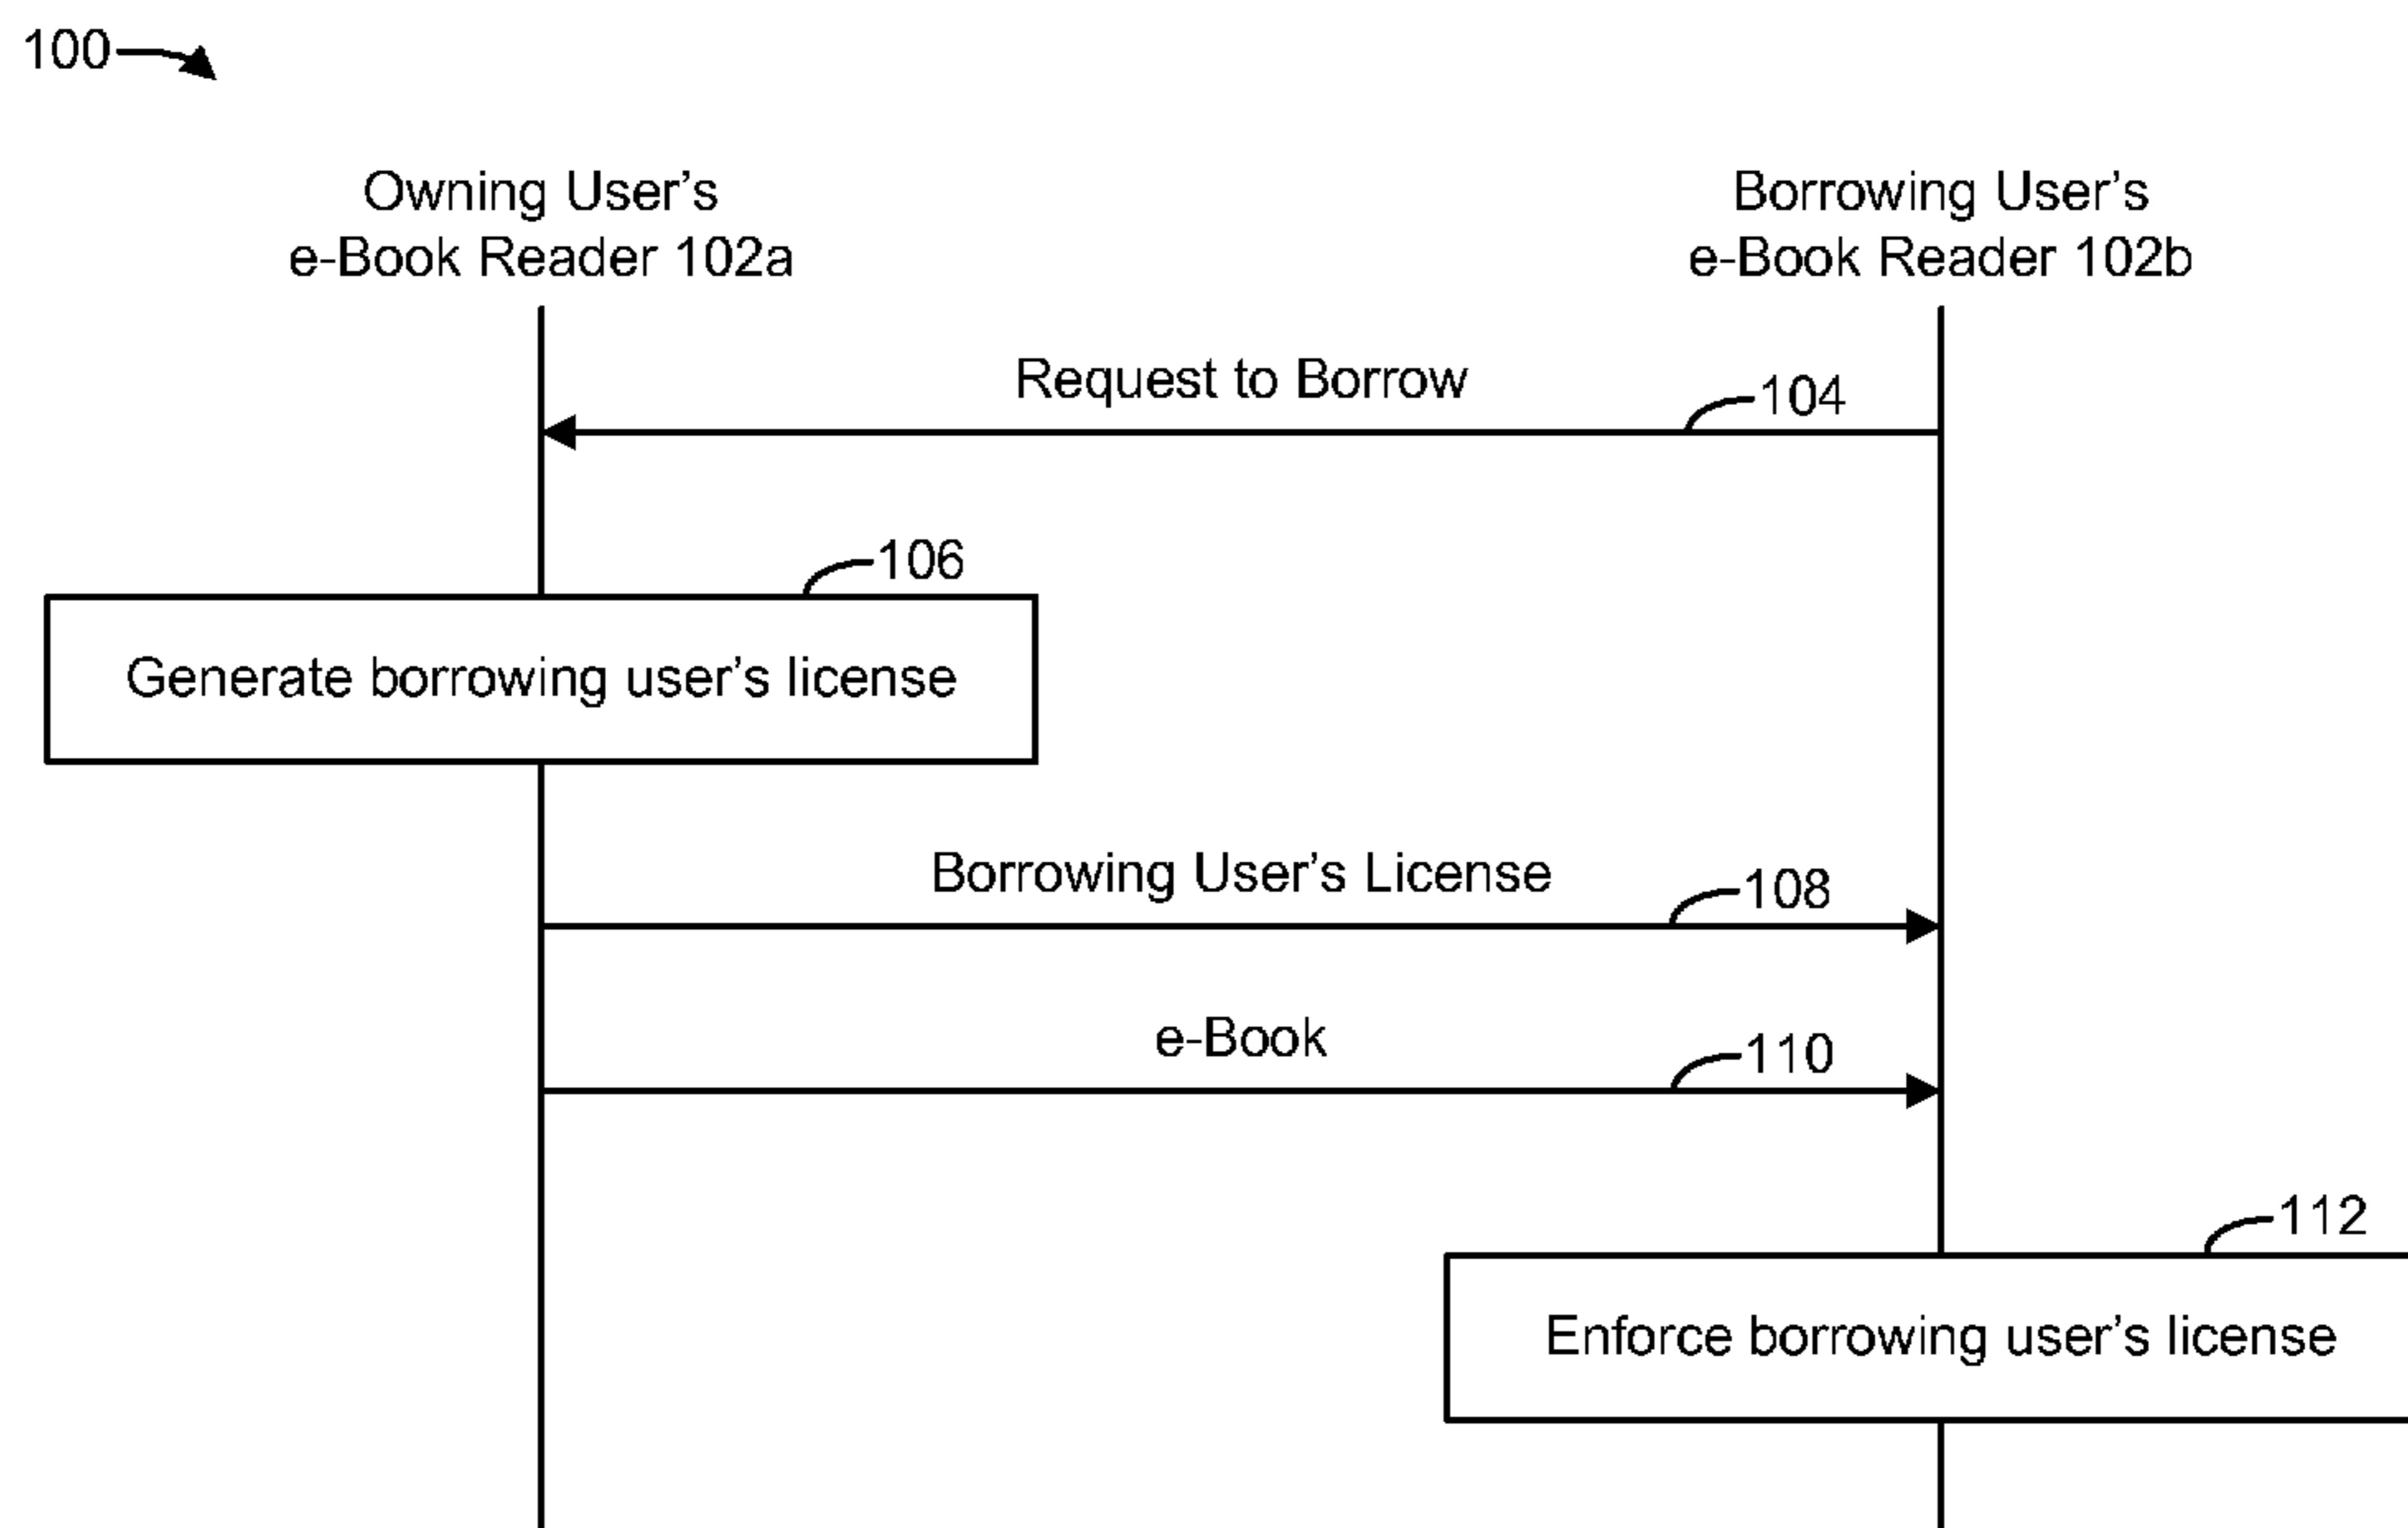 100
Owning User's
e-Book Reader 102a
Borrowing User's
e-Book Reader 102b
Request to Borrow
104
106
Generate borrowing user's license
Borrowing User's License
108
e-Book
110
112
Enforce borrowing user's license